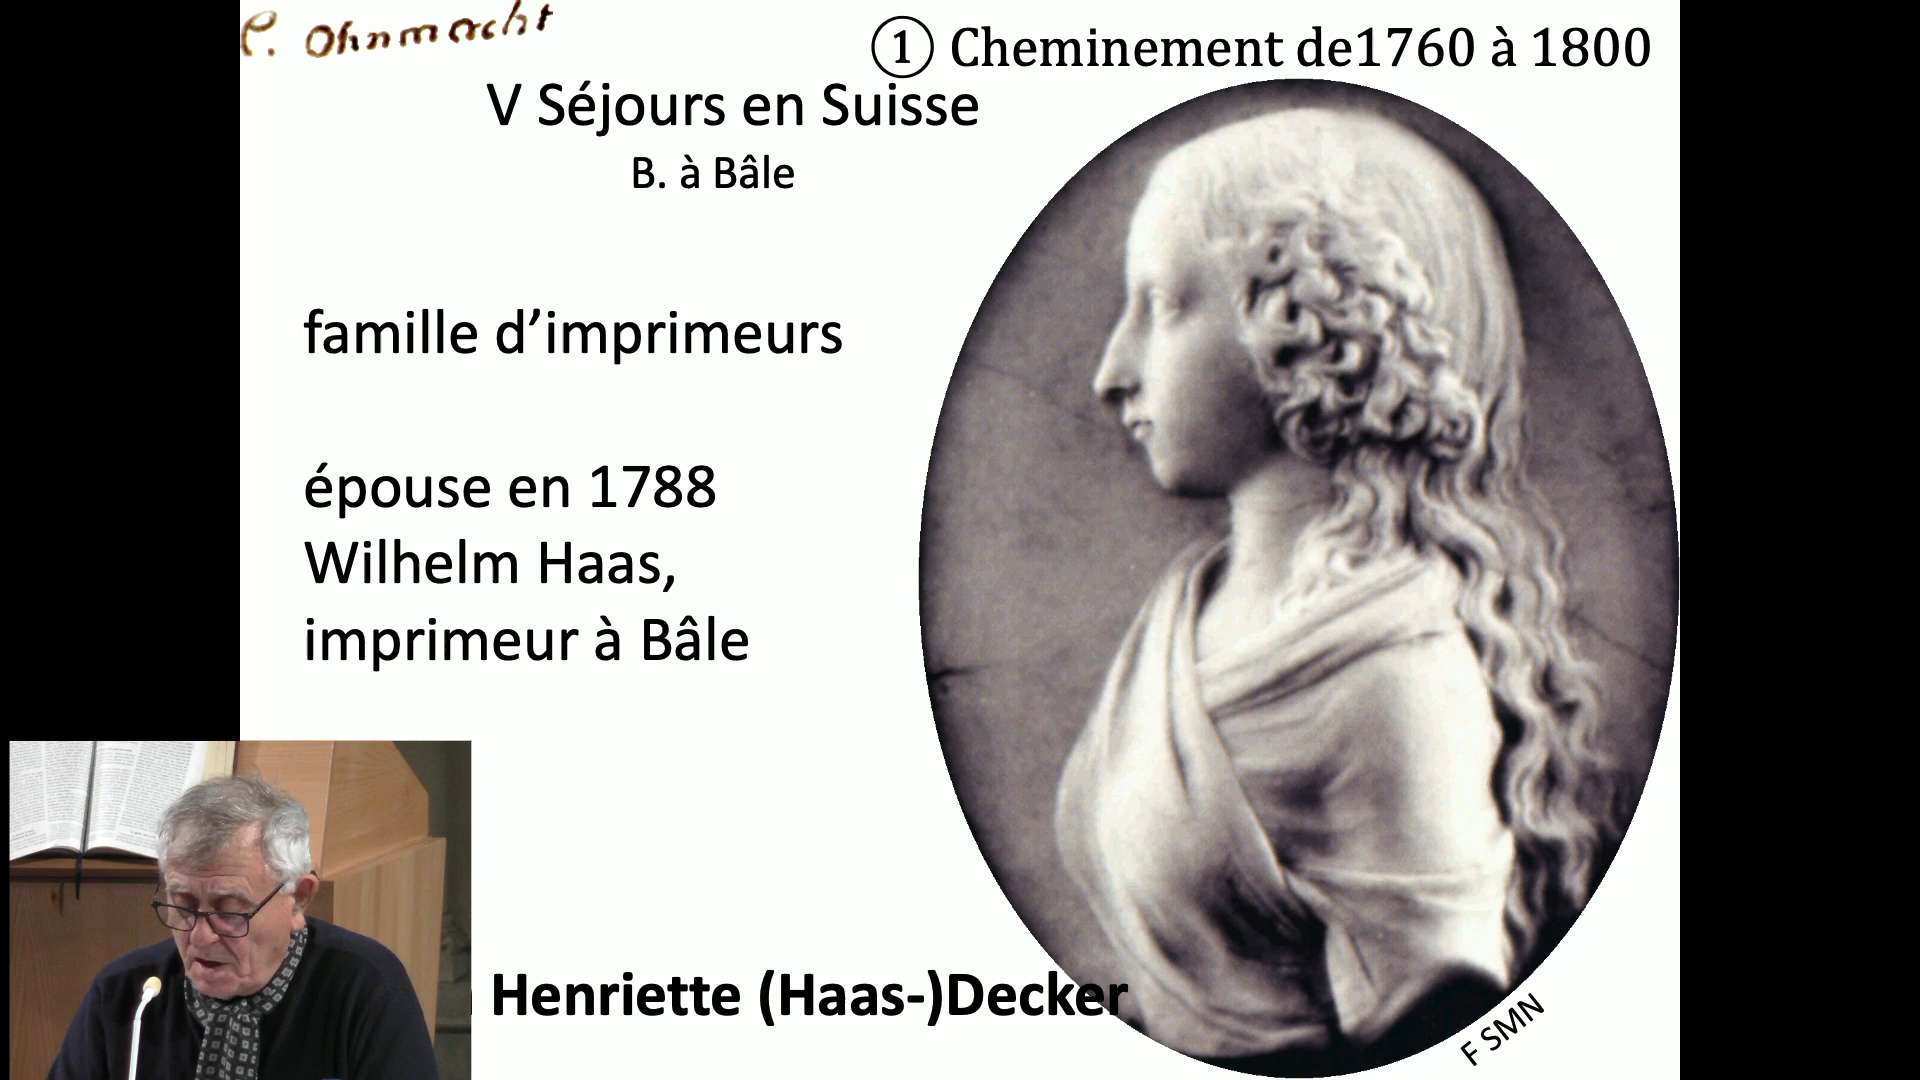 Ohnmacht
① Cheminement de1760 à 1800
V Séjours en Suisse
B. à Bâle
famille d’imprimeurs
épouse en 1788
Wilhelm Haas,
imprimeur à Bâle
Henriette (Haas-)Decker
F SMN